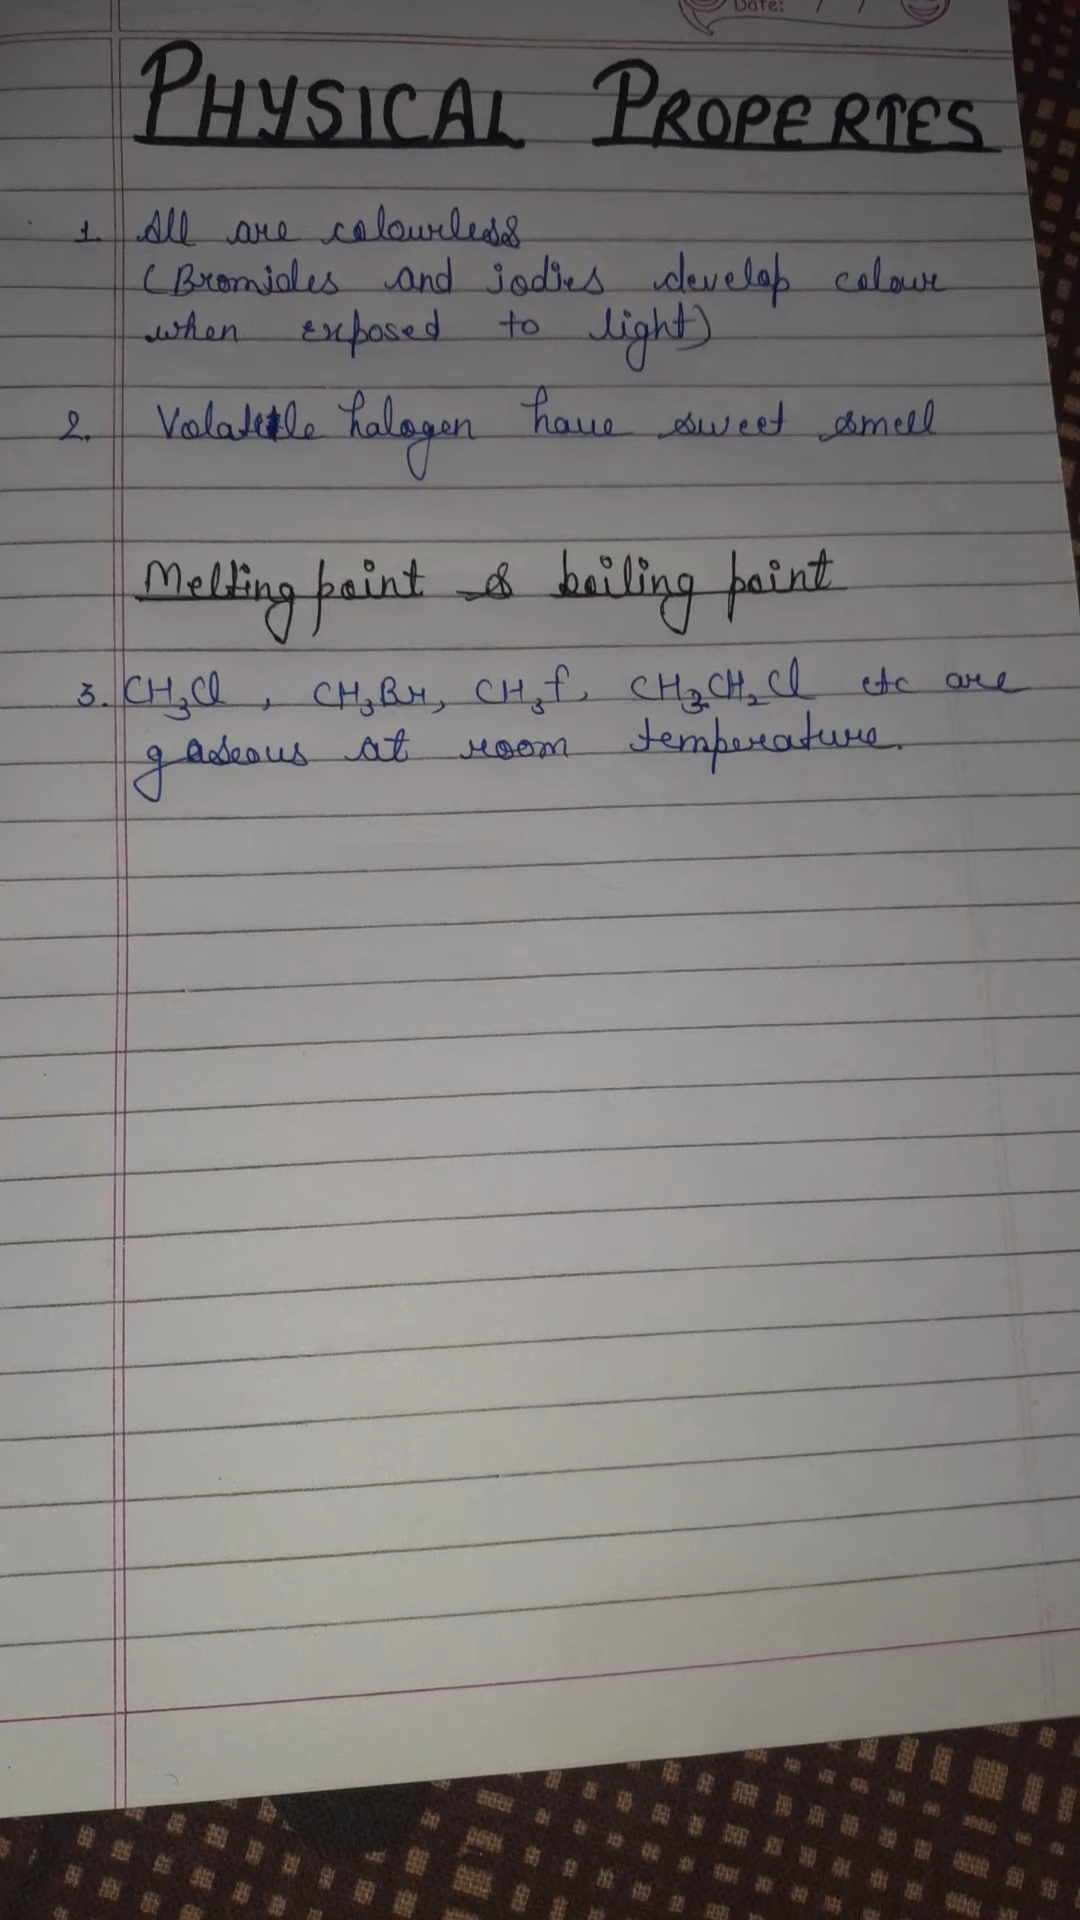 Date: / /
PHYSICAL PROPERTES
1. All are colourless
(Bromides and iodies develop colour
when exposed to light)
2. Volatile halogen have sweet smell
Melting point & boiling point
3. CH₃Cl, CH₃Br, CH₃f, CH₃CH₂Cl etc are
gaseous at room temperature.